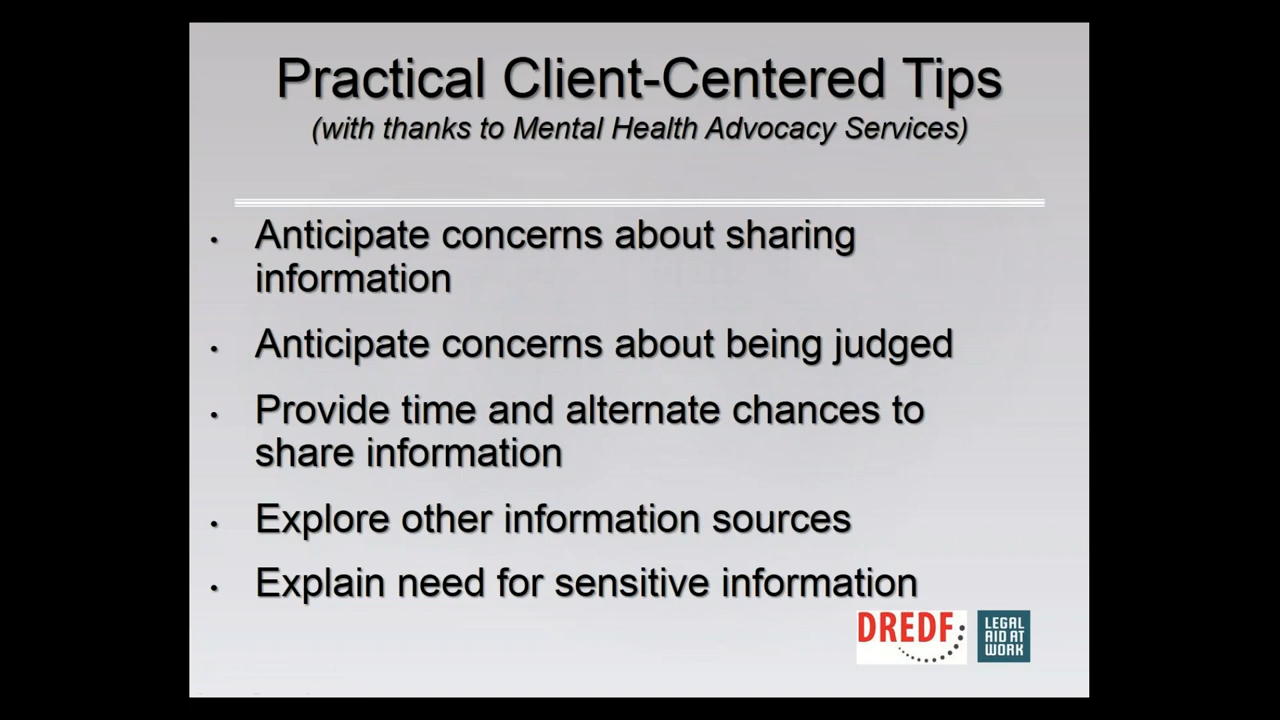 Practical Client-Centered Tips
(with thanks to Mental Health Advocacy Services)
• Anticipate concerns about sharing
information
• Anticipate concerns about being judged
• Provide time and alternate chances to
share information
• Explore other information sources
• Explain need for sensitive information
DREDF
LEGAL
AID AT
WORK